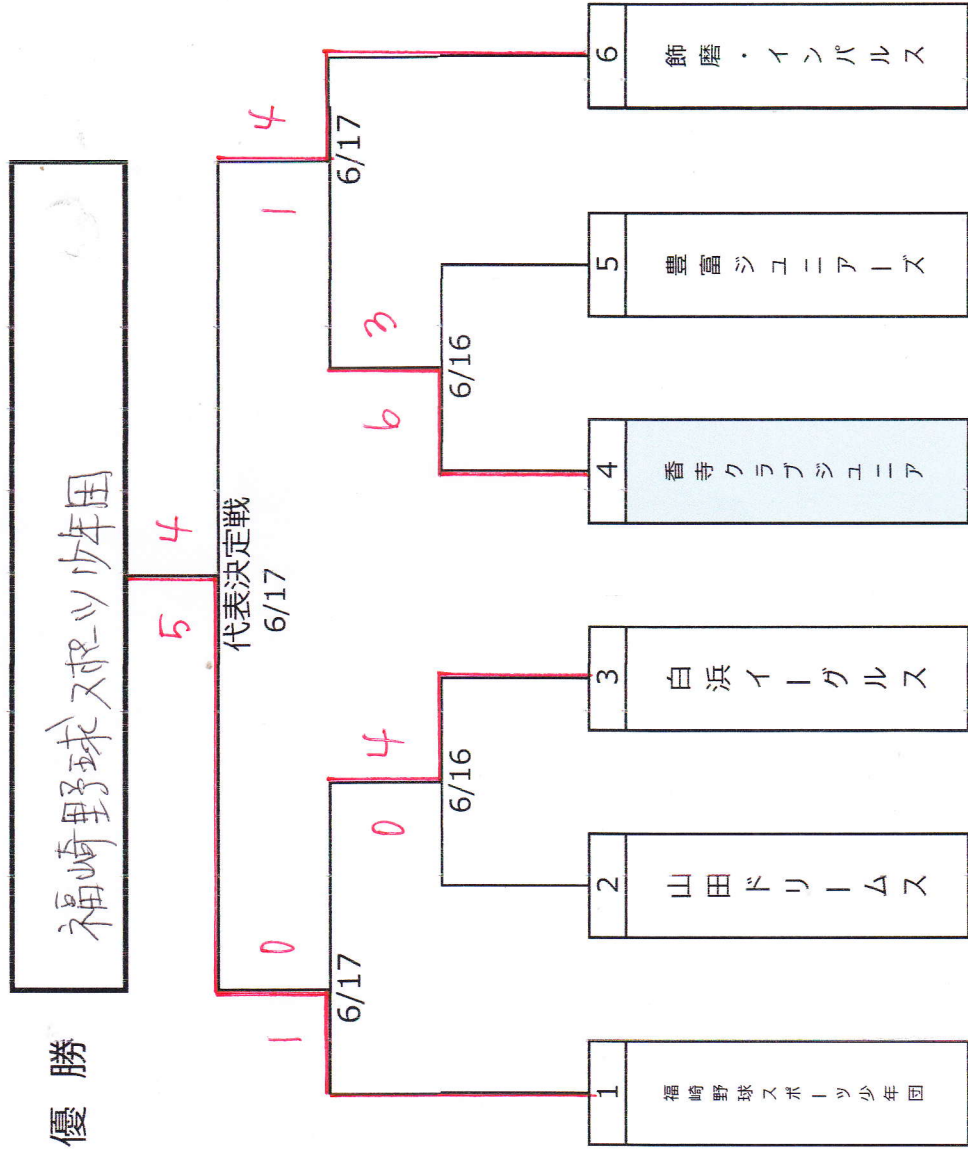 優勝
福崎野球スポーツ少年団
5 4
代表決定戦
6/17
1 0
6/17
1 4
6/17
0 4
6/16
9 3
6/16
1
福崎野球スポーツ少年団
2
山田ドリームス
3
白浜イーグルス
4
香寺クラブジュニア
5
豊富ジュニアーズ
6
飾磨・インパルス